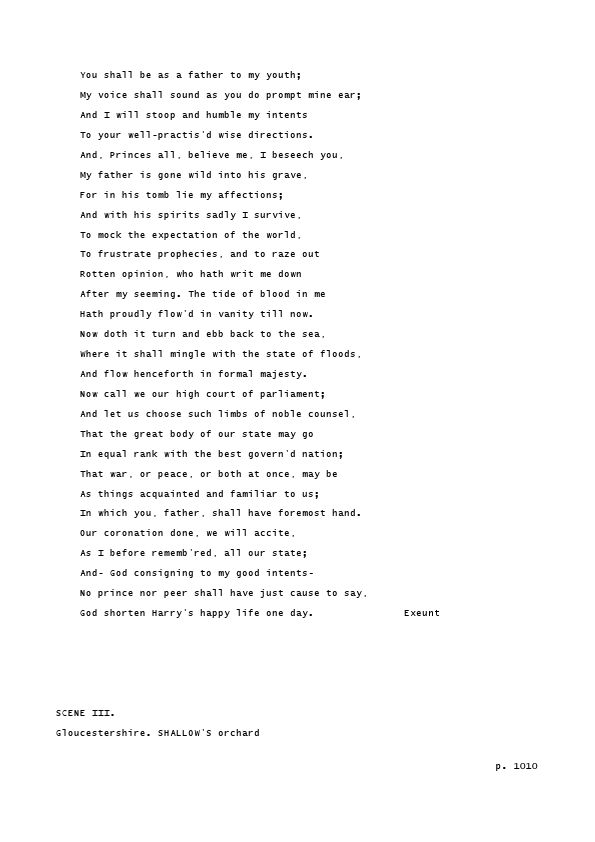 You shall be as a father to my youth;
My voice shall sound as you do prompt mine ear;
And I will stoop and humble my intents
To your well-practis'd wise directions.
And, Princes all, believe me, I beseech you,
My father is gone wild into his grave,
For in his tomb lie my affections;
And with his spirits sadly I survive,
To mock the expectation of the world,
To frustrate prophecies, and to raze out
Rotten opinion, who hath writ me down
After my seeming. The tide of blood in me
Hath proudly flow'd in vanity till now.
Now doth it turn and ebb back to the sea,
Where it shall mingle with the state of floods,
And flow henceforth in formal majesty.
Now call we our high court of parliament;
And let us choose such limbs of noble counsel,
That the great body of our state may go
In equal rank with the best govern'd nation;
That war, or peace, or both at once, may be
As things acquainted and familiar to us;
In which you, father, shall have foremost hand.
Our coronation done, we will accite,
As I before rememb'red, all our state;
And- God consigning to my good intents-
No prince nor peer shall have just cause to say,
God shorten Harry's happy life one day. Exeunt
SCENE III.
Gloucestershire. SHALLOW'S orchard
p. 1010